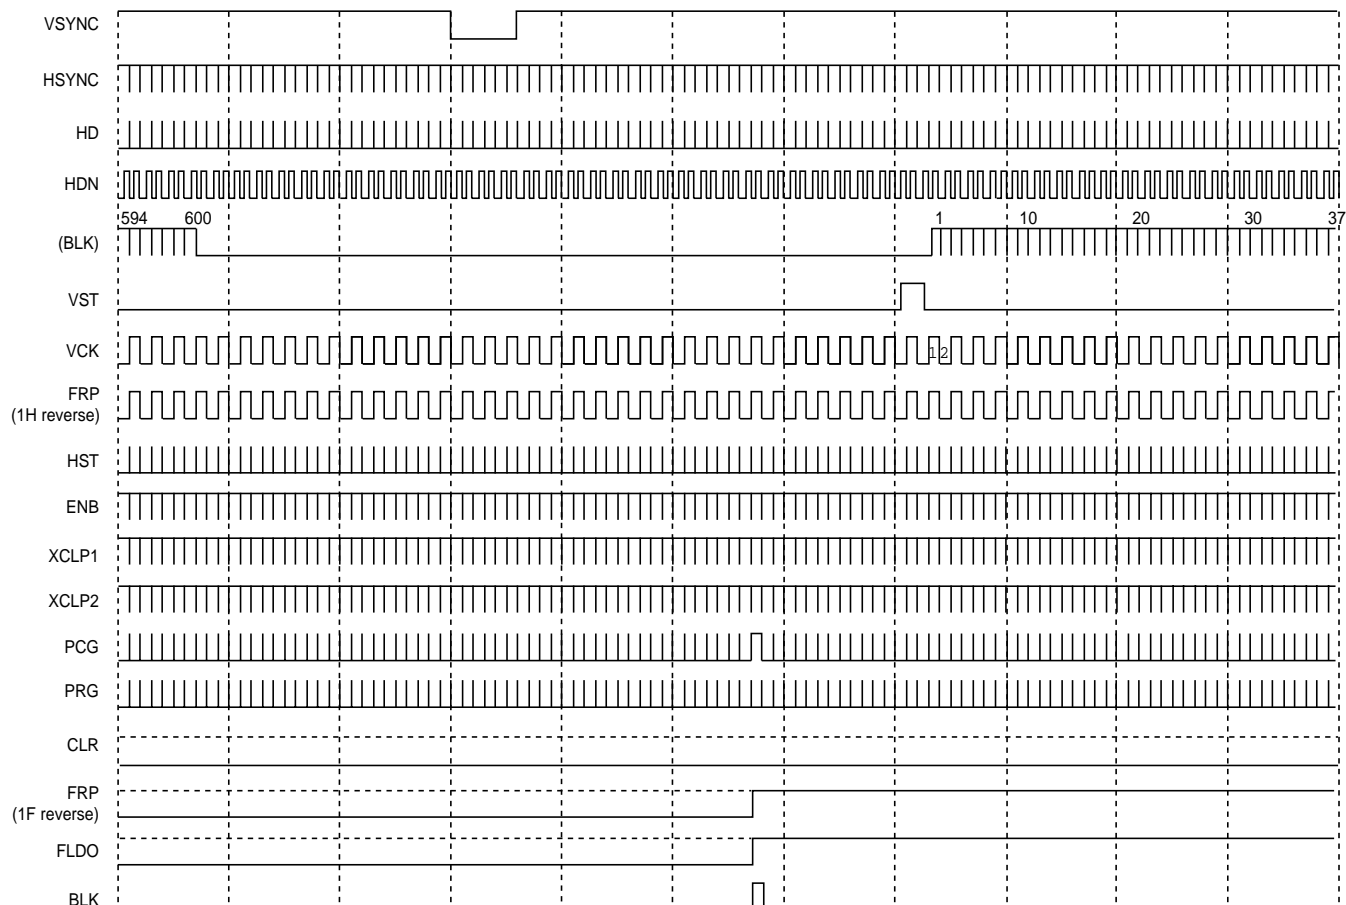 VSYNC
HSYNC
HD
HDN
594 600 1 10 20 30 37
(BLK)
VST
VCK
1 2
FRP
(1H reverse)
HST
ENB
XCLP1
XCLP2
PCG
PRG
CLR
FRP
(1F reverse)
FLDO
BLK